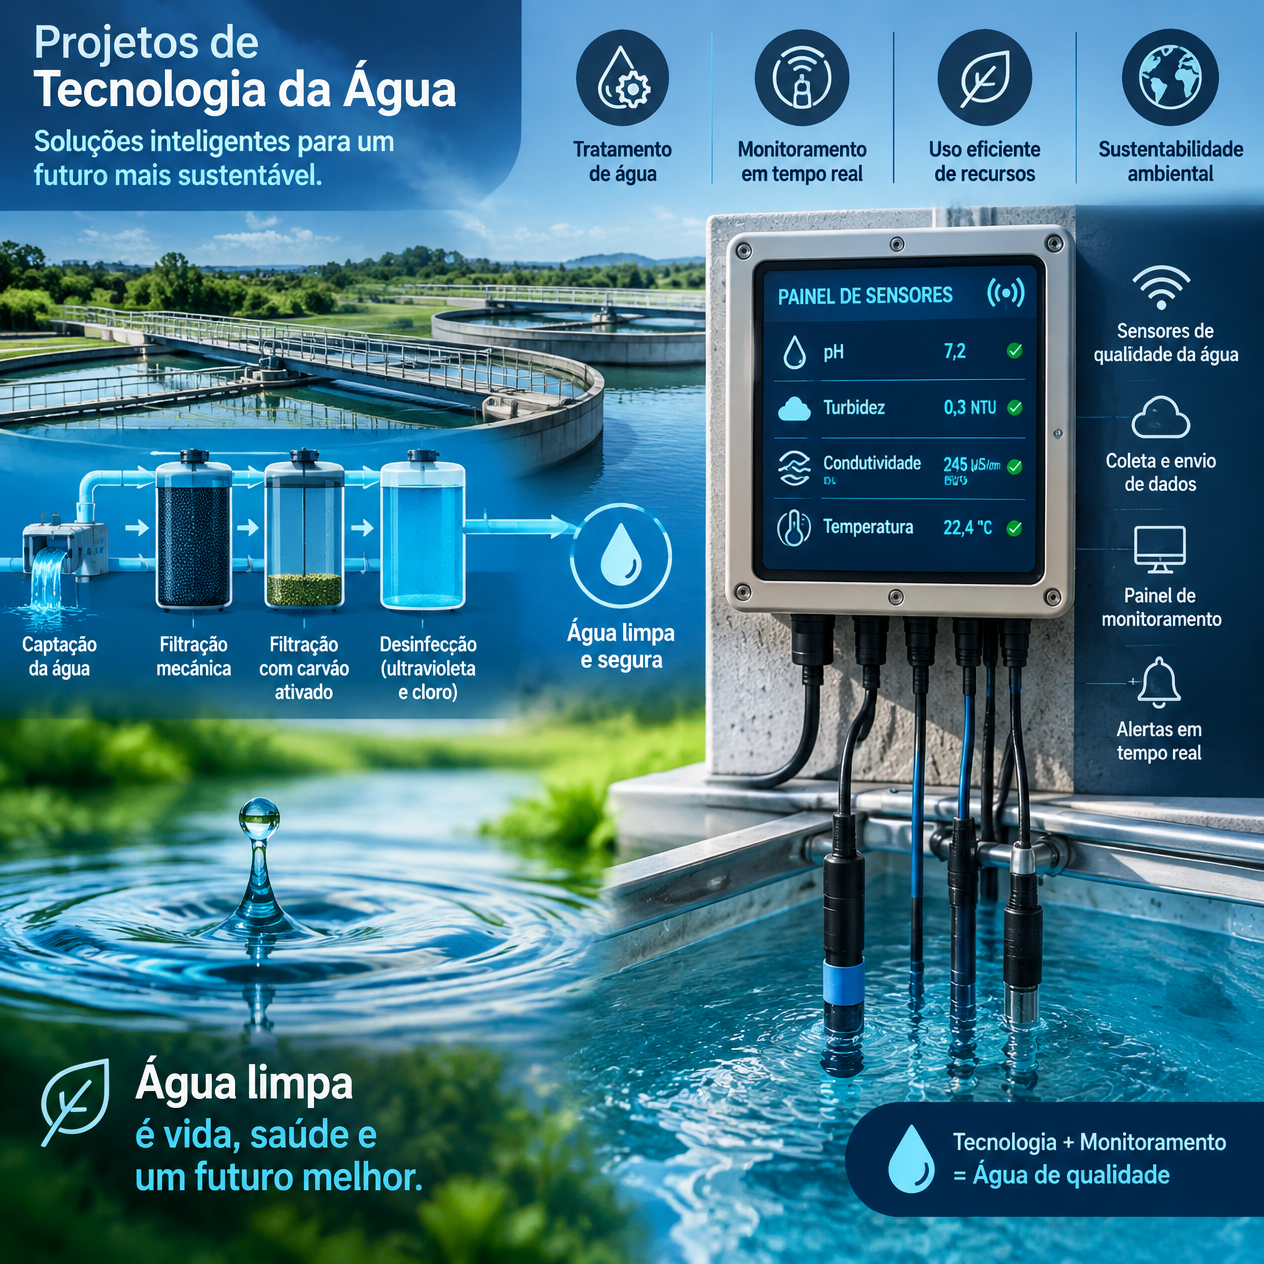 Projetos de
Tecnologia da Água
Soluções inteligentes para um
futuro mais sustentável.
Tratamento
de água
Monitoramento
em tempo real
Uso eficiente
de recursos
Sustentabilidade
ambiental
PAINEL DE SENSORES
pH 7,2
Turbidez 0,3 NTU
Condutividade 245
Temperatura 22,4 °C
Sensores de
qualidade da água
Coleta e envio
de dados
Painel de
monitoramento
Alertas em
tempo real
Captação
da água
Filtração
mecánica
Filtração
com carváo
ativado
Desinfecção
(ultravioleta
e cloro)
Água limpa
e segura
Água limpa
é vida, saúde e
um futuro melhor.
Tecnologia + Monitoramento
= Água de qualidade